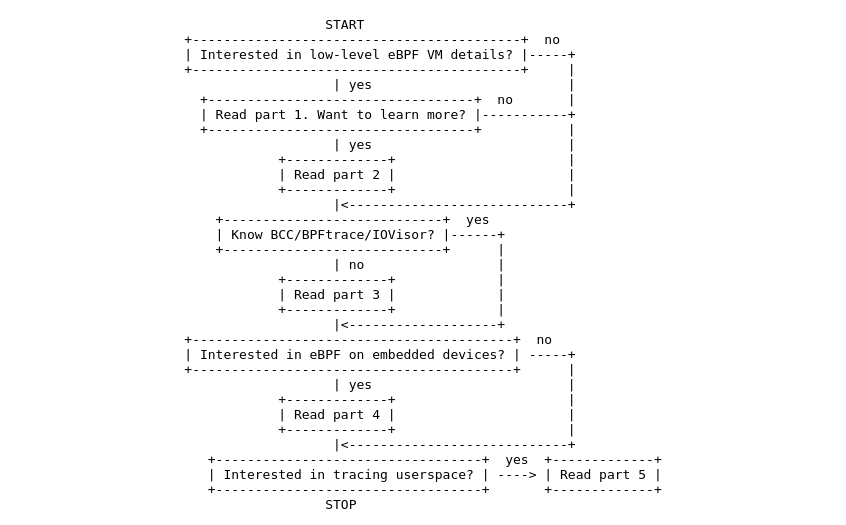 START
no
Interested in low-level eBPF VM details?
yes
no
Read part 1. Want to learn more?
yes
Read part 2
yes
Know BCC/BPFtrace/IOVisor?
no
Read part 3
no
Interested in eBPF on embedded devices?
yes
Read part 4
yes
Interested in tracing userspace? ----> Read part 5
STOP